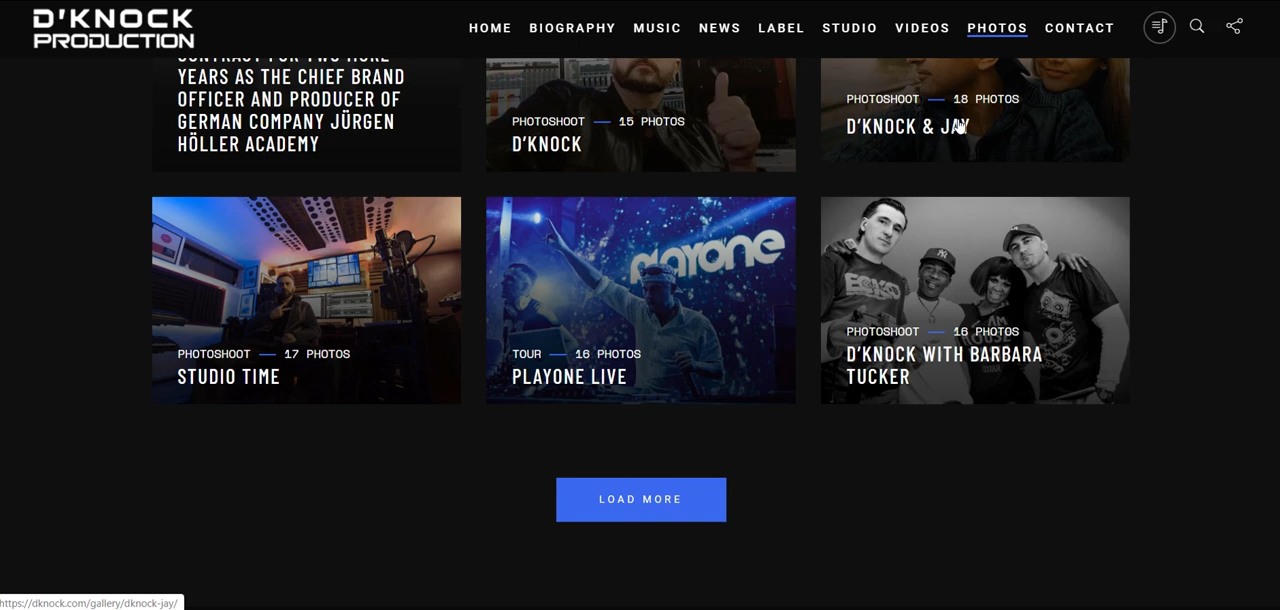 D'KNOCK
PRODUCTION
HOME BIOGRAPHY MUSIC NEWS LABEL STUDIO VIDEOS PHOTOS CONTACT
YEARS AS THE CHIEF BRAND
OFFICER AND PRODUCER OF
GERMAN COMPANY JÜRGEN
HÖLLER ACADEMY
PHOTOSHOOT — 15 PHOTOS
D'KNOCK
PHOTOSHOOT — 18 PHOTOS
D'KNOCK & JAY
PHOTOSHOOT — 17 PHOTOS
STUDIO TIME
playone
TOUR — 16 PHOTOS
PLAYONE LIVE
ECKO
PHOTOSHOOT — 16 PHOTOS
D'KNOCK WITH BARBARA
TUCKER
LOAD MORE
https://dknock.com/gallery/dknock-jay/